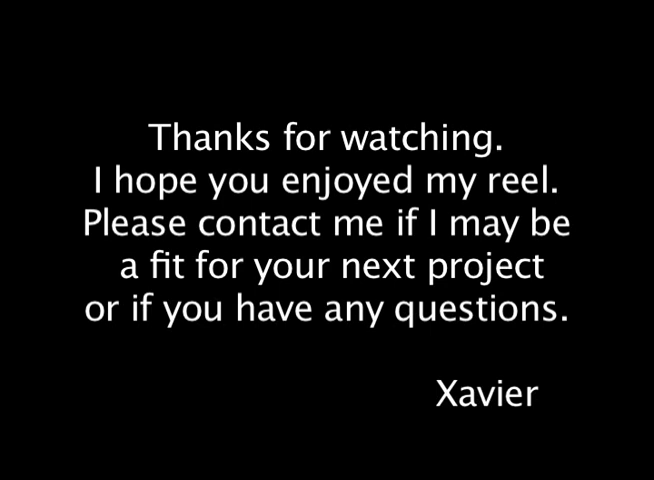 Thanks for watching.
I hope you enjoyed my reel.
Please contact me if I may be
a fit for your next project
or if you have any questions.
Xavier